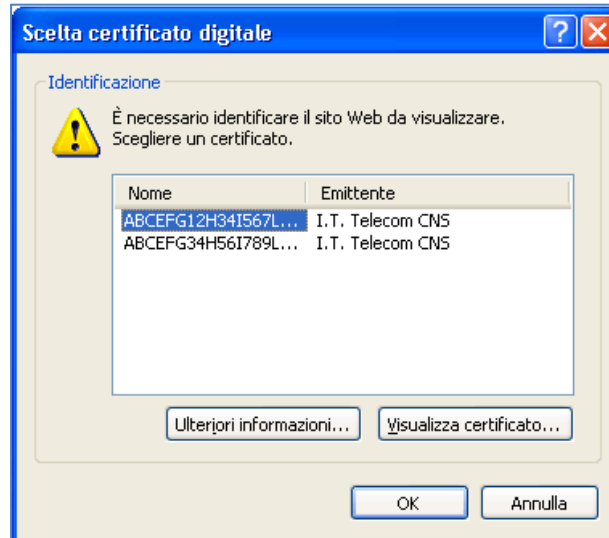 Scelta certificato digitale
Identificazione
È necessario identificare il sito Web da visualizzare.
Scegliere un certificato.
Nome Emittente
ABCEFG12H34I567L... I.T. Telecom CNS
ABCEFG34H56I789L... I.T. Telecom CNS
Ulteriori informazioni... Visualizza certificato...
OK Annulla